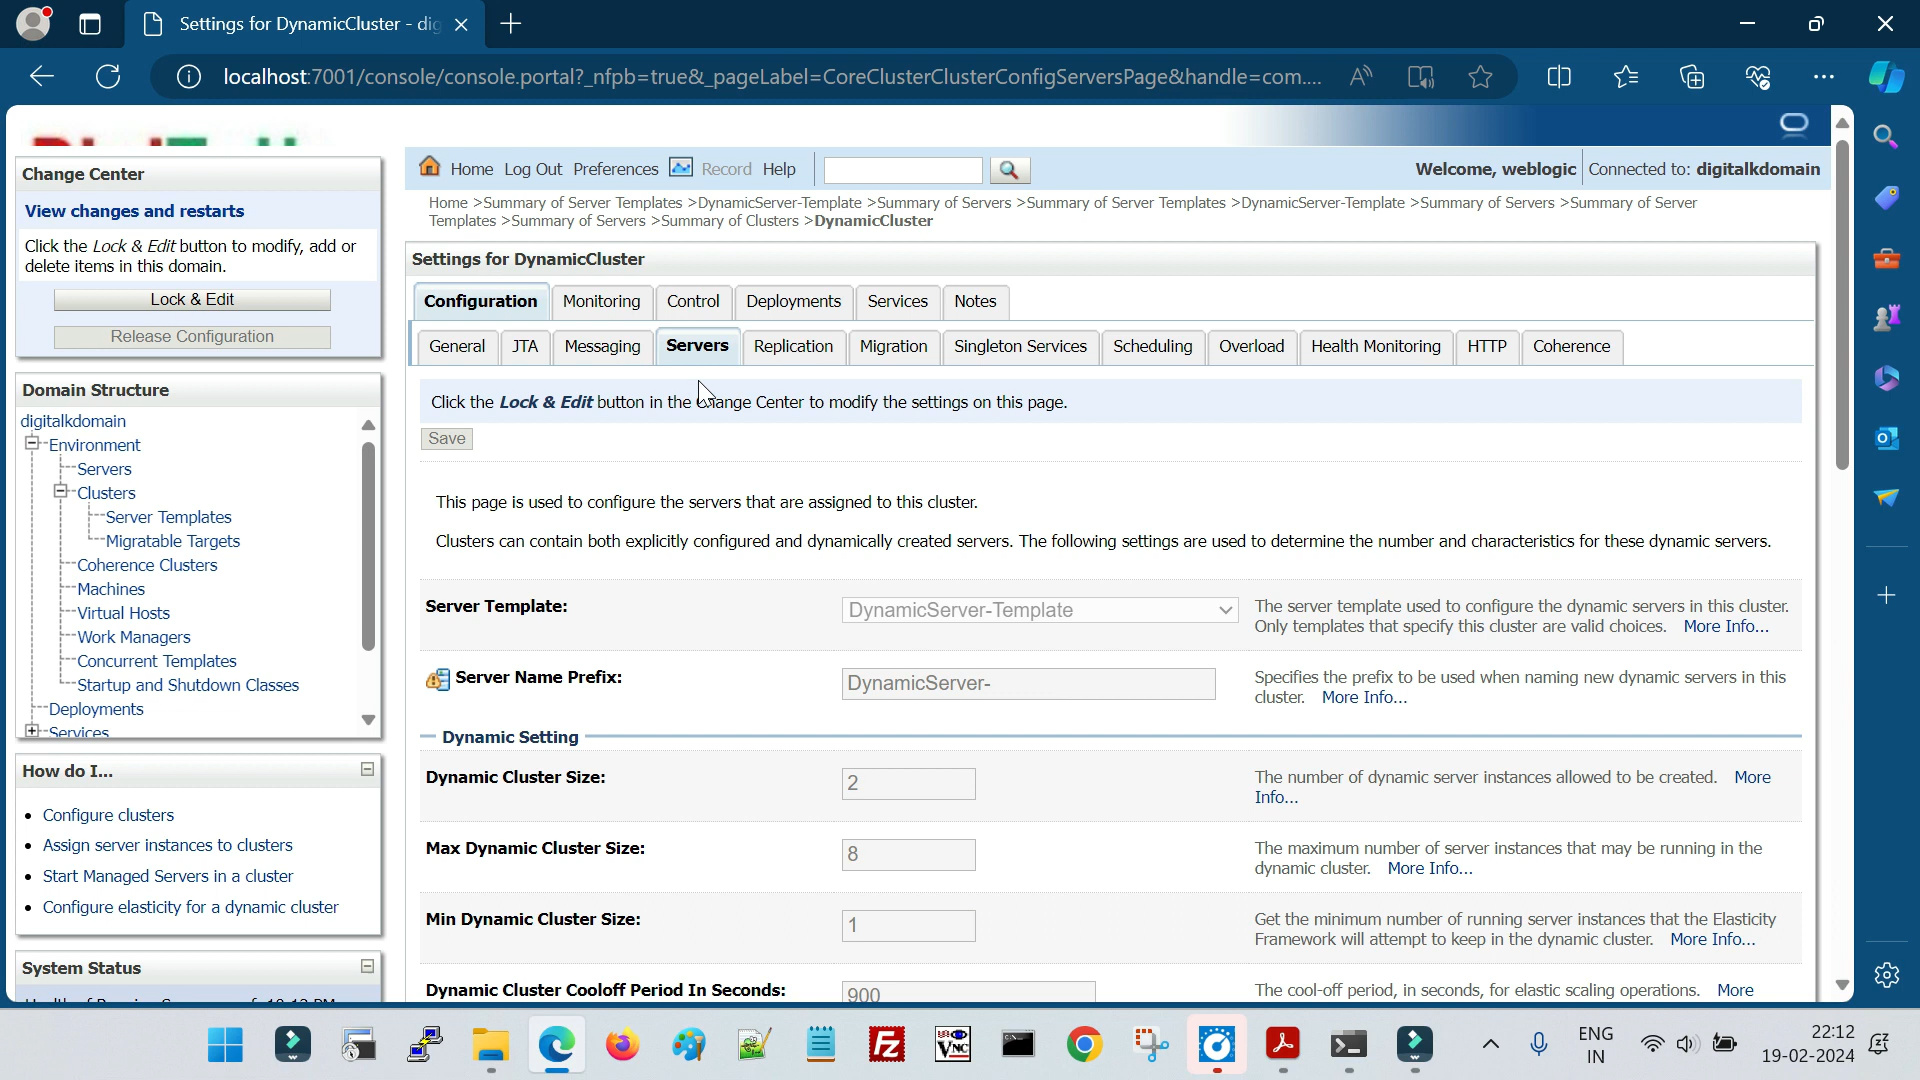 Settings for DynamicCluster - dig
localhost:7001/console/console.portal?_nfpb=true&_pageLabel=CoreClusterClusterConfigServersPage&handle=com....
Change Center
View changes and restarts
Click the Lock & Edit button to modify, add or
delete items in this domain.
Lock & Edit
Release Configuration
Domain Structure
digitalkdomain
Environment
Servers
Clusters
Server Templates
Migratable Targets
Coherence Clusters
Machines
Virtual Hosts
Work Managers
Concurrent Templates
Startup and Shutdown Classes
Deployments
Services
How do I...
Configure clusters
Assign server instances to clusters
Start Managed Servers in a cluster
Configure elasticity for a dynamic cluster
System Status
Home Log Out Preferences Record Help
Welcome, weblogic Connected to: digitalkdomain
Home >Summary of Server Templates >DynamicServer-Template >Summary of Servers >Summary of Server Templates >DynamicServer-Template >Summary of Servers >Summary of Server
Templates >Summary of Servers >Summary of Clusters >DynamicCluster
Settings for DynamicCluster
Configuration Monitoring Control Deployments Services Notes
General JTA Messaging Servers Replication Migration Singleton Services Scheduling Overload Health Monitoring HTTP Coherence
Click the Lock & Edit button in the Change Center to modify the settings on this page.
Save
This page is used to configure the servers that are assigned to this cluster.
Clusters can contain both explicitly configured and dynamically created servers. The following settings are used to determine the number and characteristics for these dynamic servers.
Server Template: DynamicServer-Template The server template used to configure the dynamic servers in this cluster.
Only templates that specify this cluster are valid choices. More Info...
Server Name Prefix: DynamicServer- Specifies the prefix to be used when naming new dynamic servers in this
cluster. More Info...
Dynamic Setting
Dynamic Cluster Size: 2 The number of dynamic server instances allowed to be created. More
Info...
Max Dynamic Cluster Size: 8 The maximum number of server instances that may be running in the
dynamic cluster. More Info...
Min Dynamic Cluster Size: 1 Get the minimum number of running server instances that the Elasticity
Framework will attempt to keep in the dynamic cluster. More Info...
Dynamic Cluster Cooloff Period In Seconds: 900 The cool-off period, in seconds, for elastic scaling operations. More
ENG
IN
22:12
19-02-2024